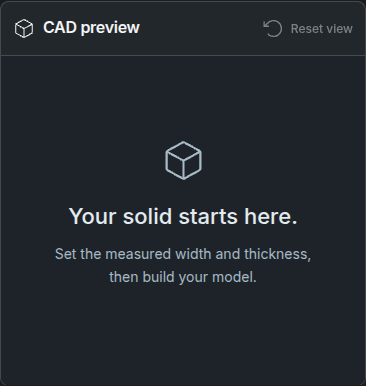 CAD preview
Reset view
Your solid starts here.
Set the measured width and thickness,
then build your model.